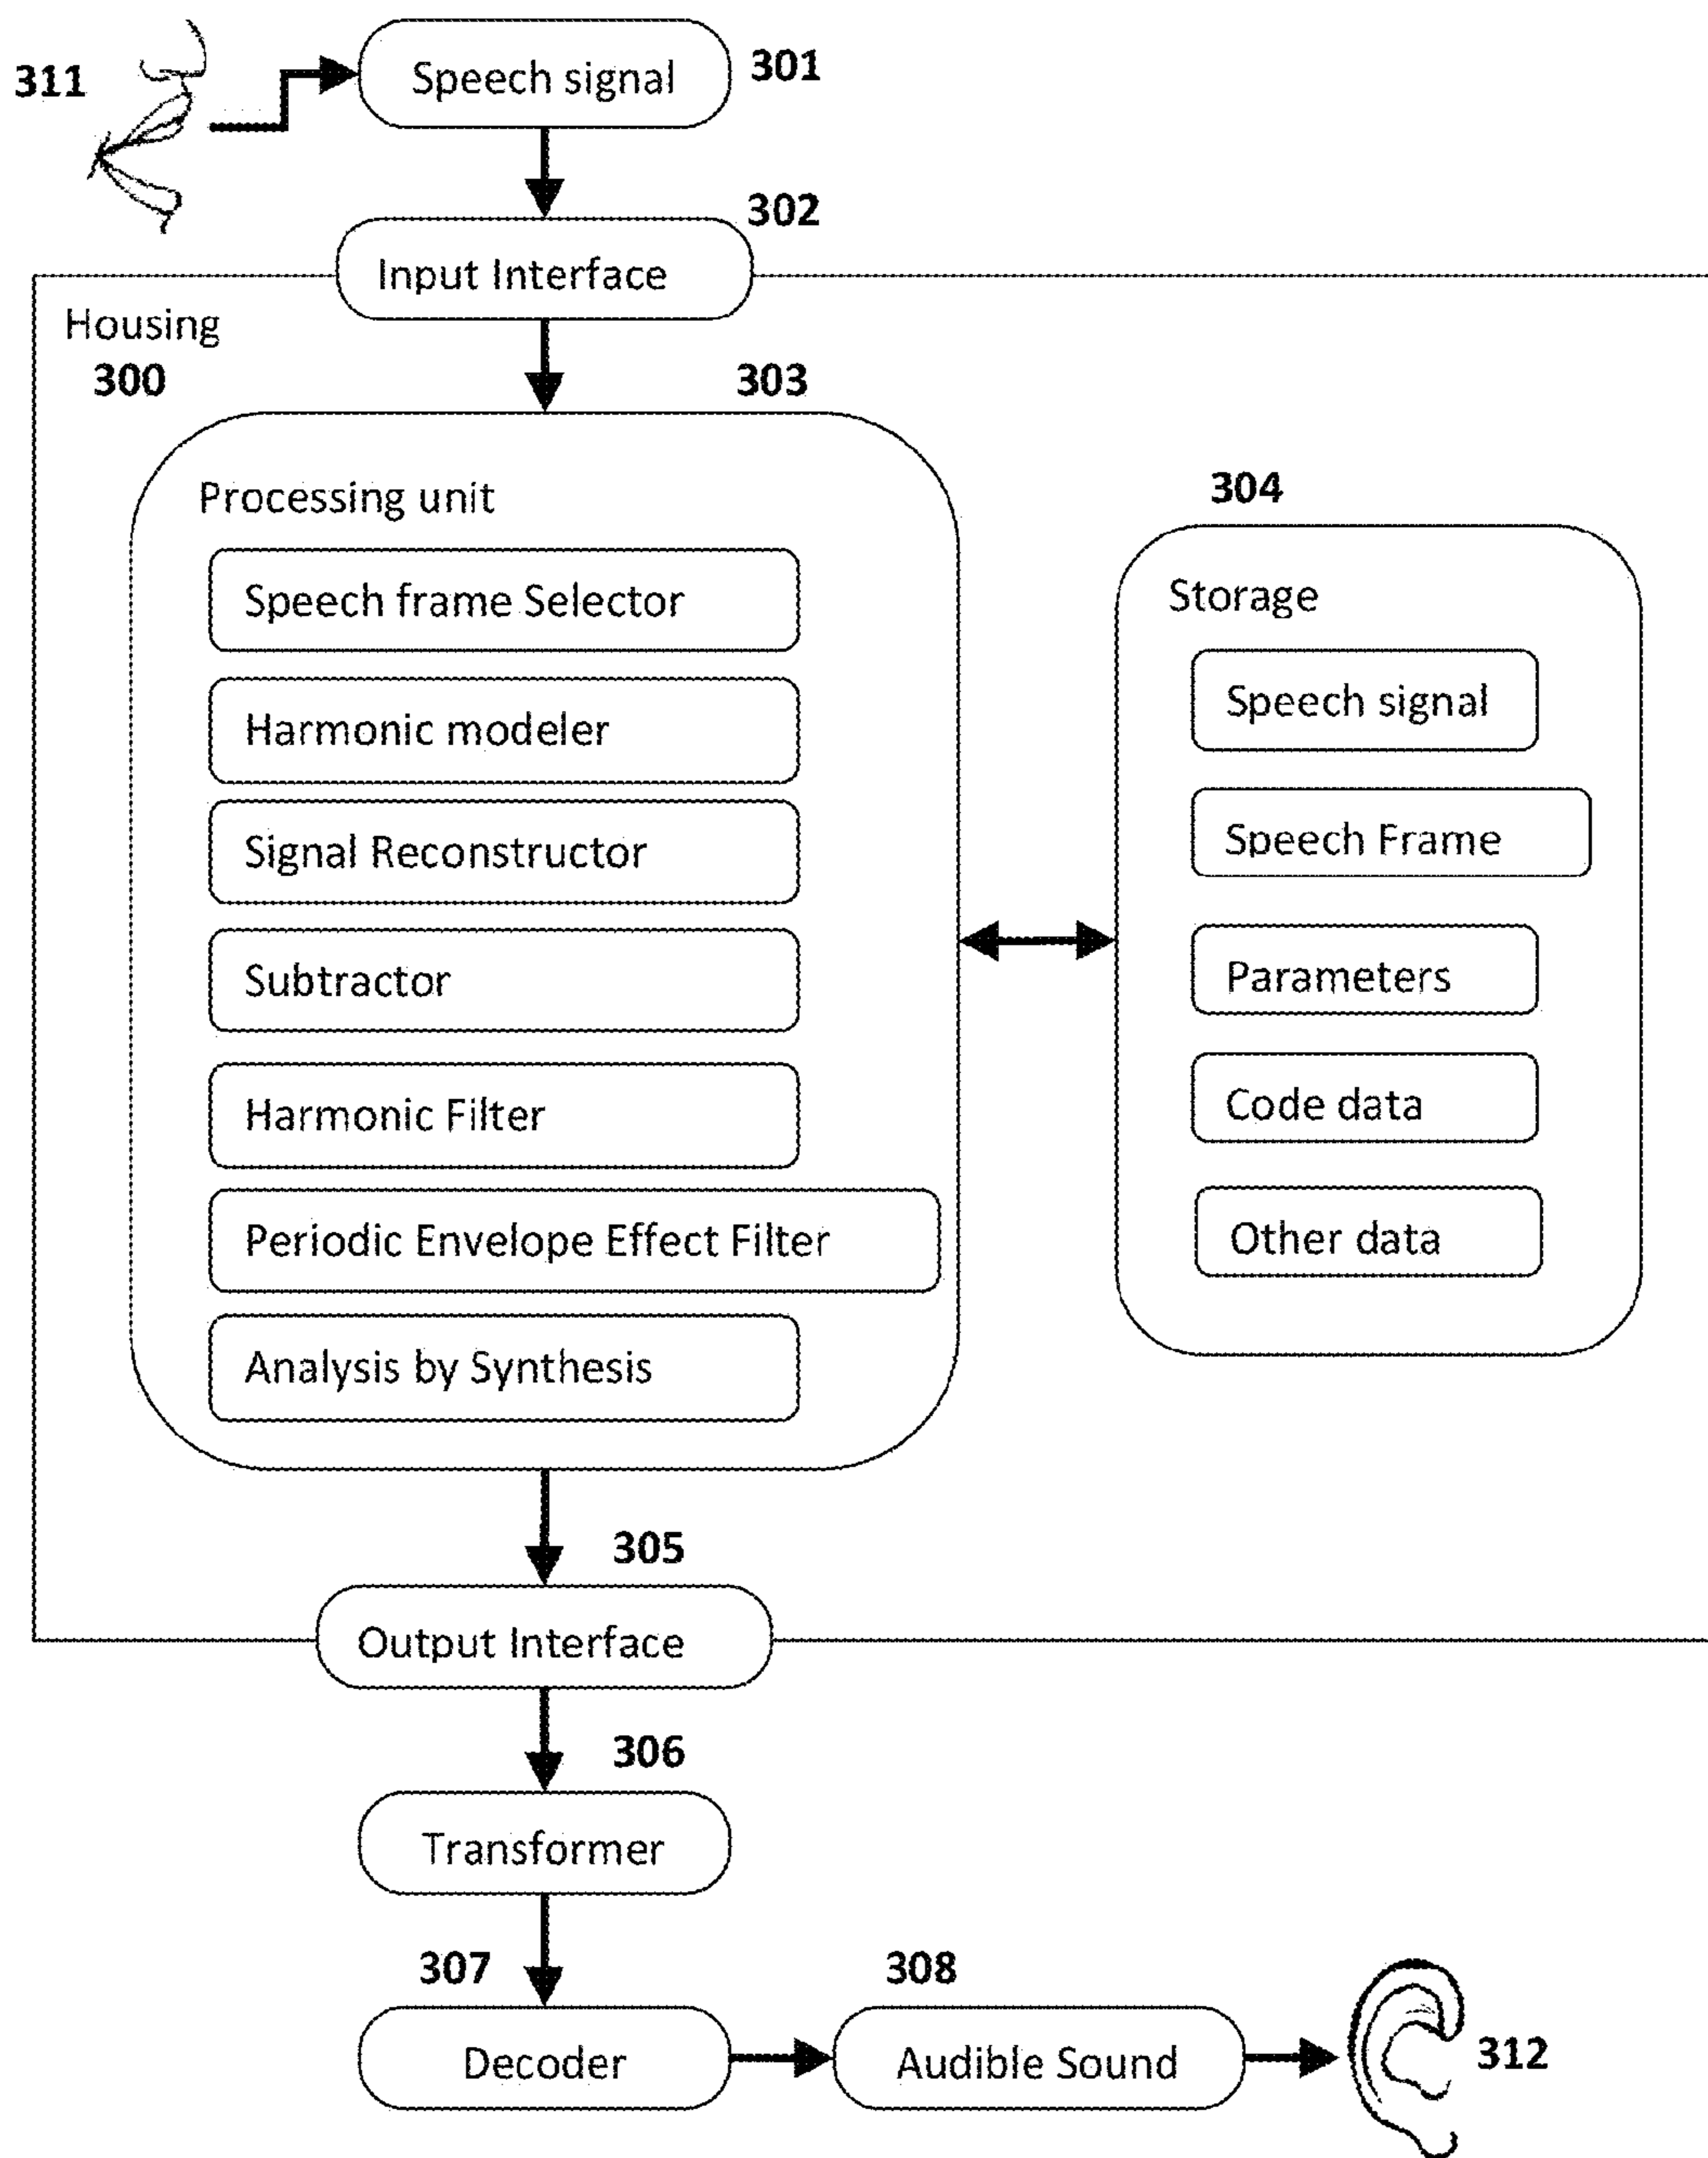 311
Speech signal
301
302
Input Interface
Housing
300
303
Processing unit
Speech frame Selector
Harmonic modeler
Signal Reconstructor
Subtractor
Harmonic Filter
Periodic Envelope Effect Filter
Analysis by Synthesis
304
Storage
Speech signal
Speech Frame
Parameters
Code data
Other data
305
Output Interface
306
Transformer
307
Decoder
308
Audible Sound
312